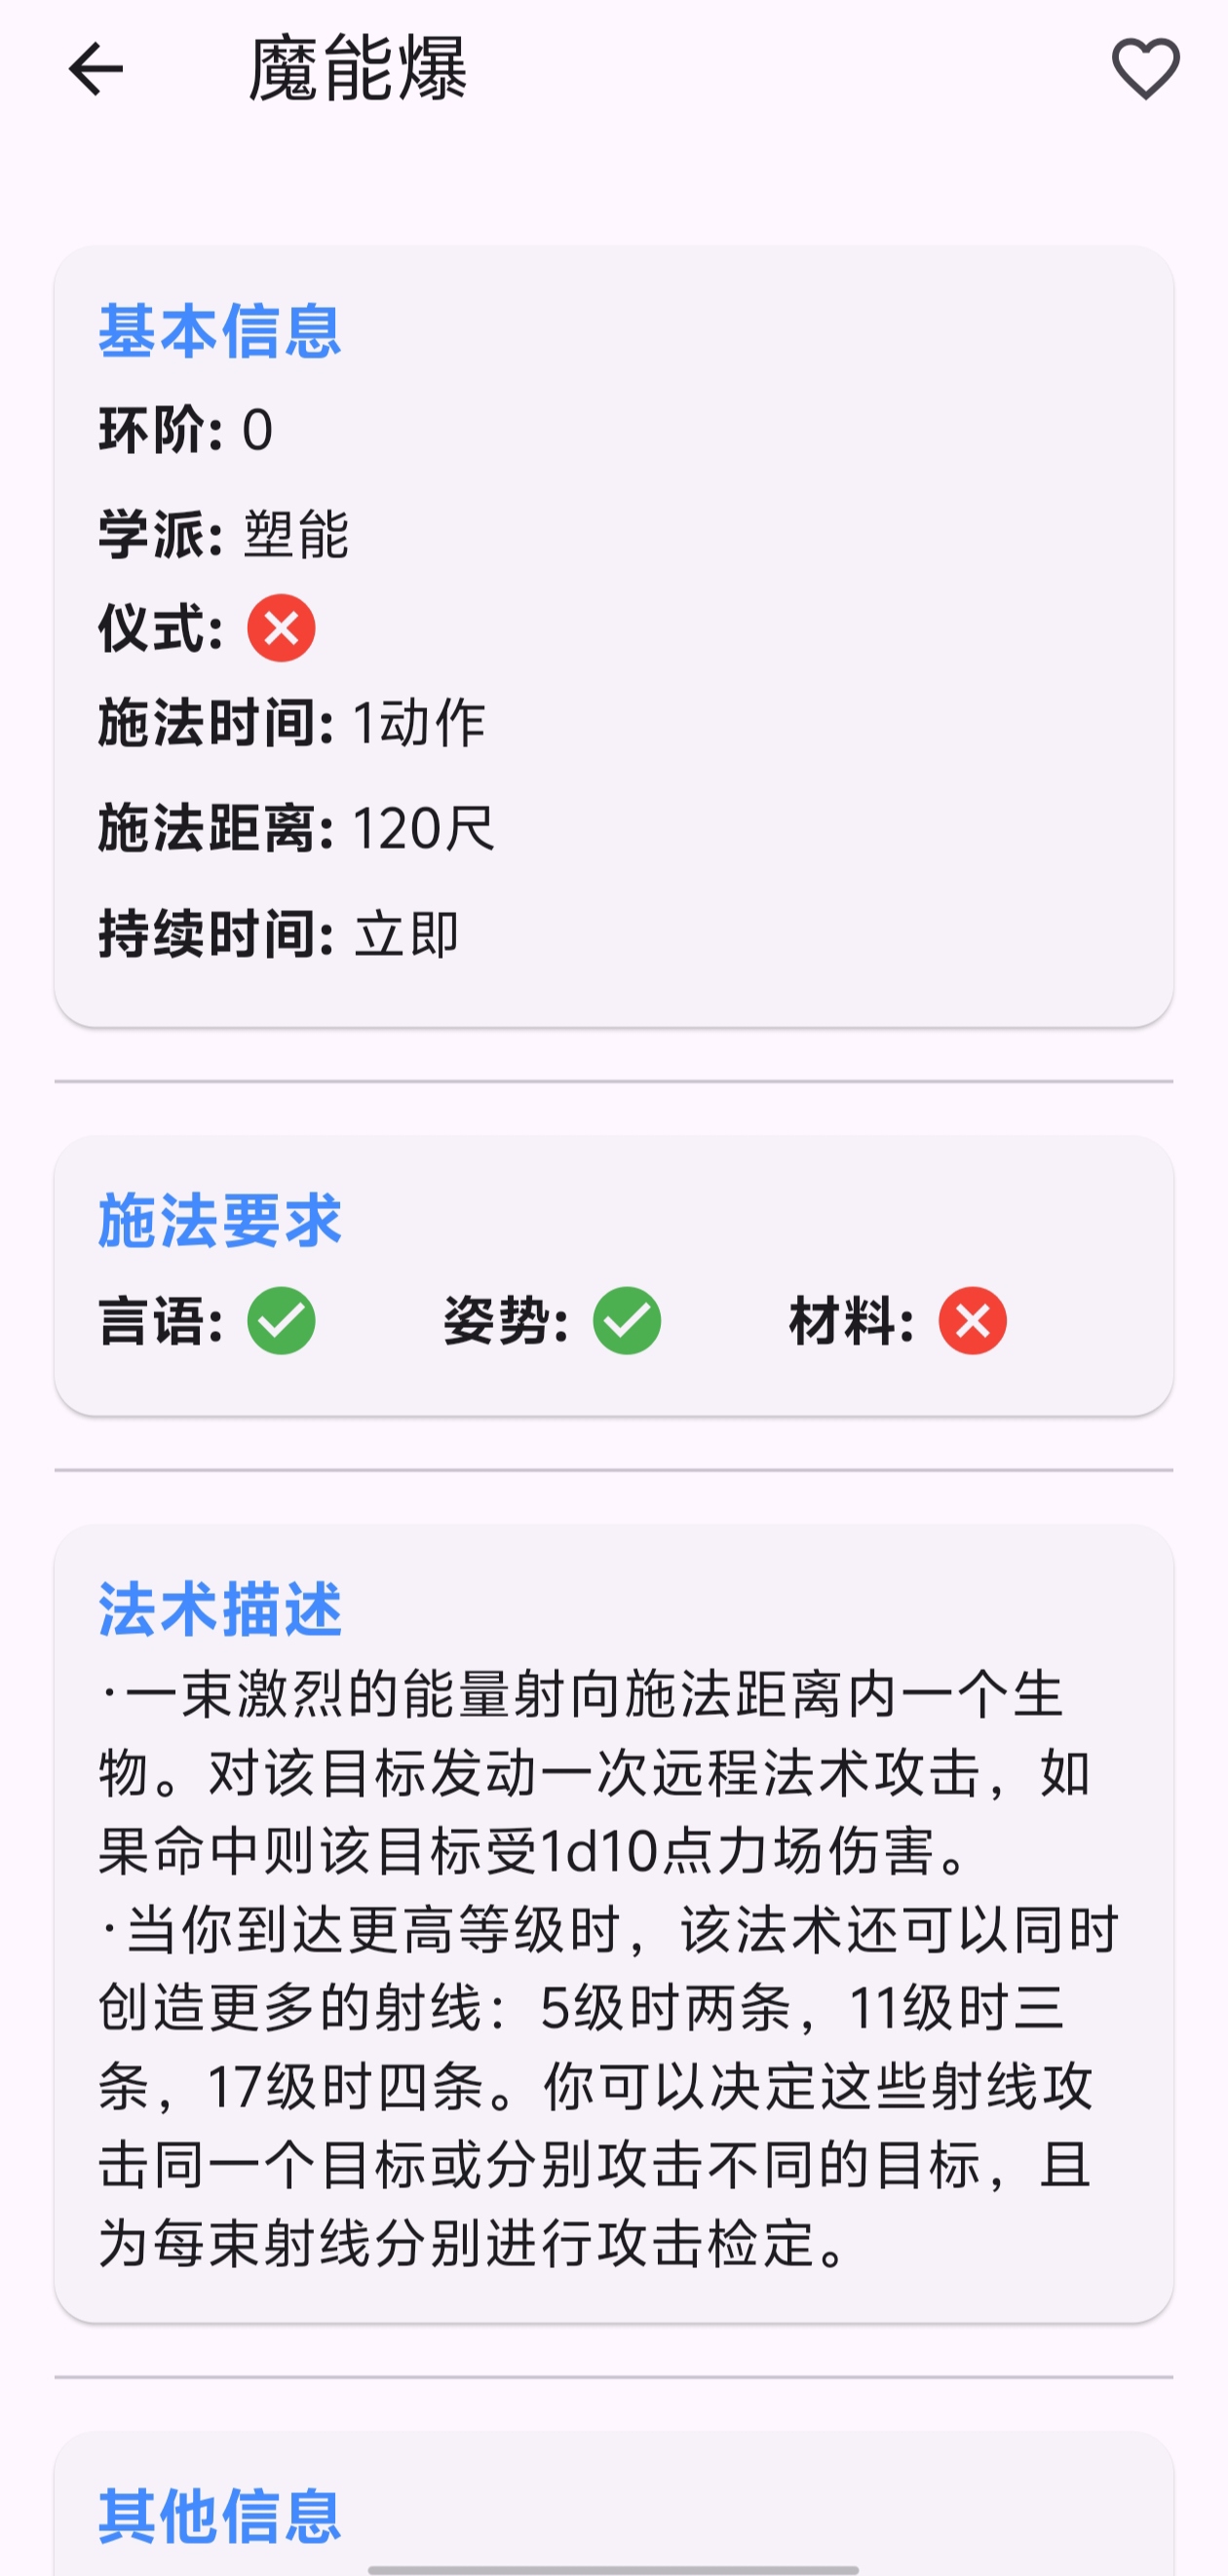 魔能爆
基本信息
环阶: 0
学派: 塑能
仪式:
施法时间: 1动作
施法距离: 120尺
持续时间: 立即
施法要求
言语: 姿势: 材料:
法术描述
·一束激烈的能量射向施法距离内一个生
物。对该目标发动一次远程法术攻击，如
果命中则该目标受1d10点力场伤害。
·当你到达更高等级时，该法术还可以同时
创造更多的射线：5级时两条，11级时三
条，17级时四条。你可以决定这些射线攻
击同一个目标或分别攻击不同的目标，且
为每束射线分别进行攻击检定。
其他信息